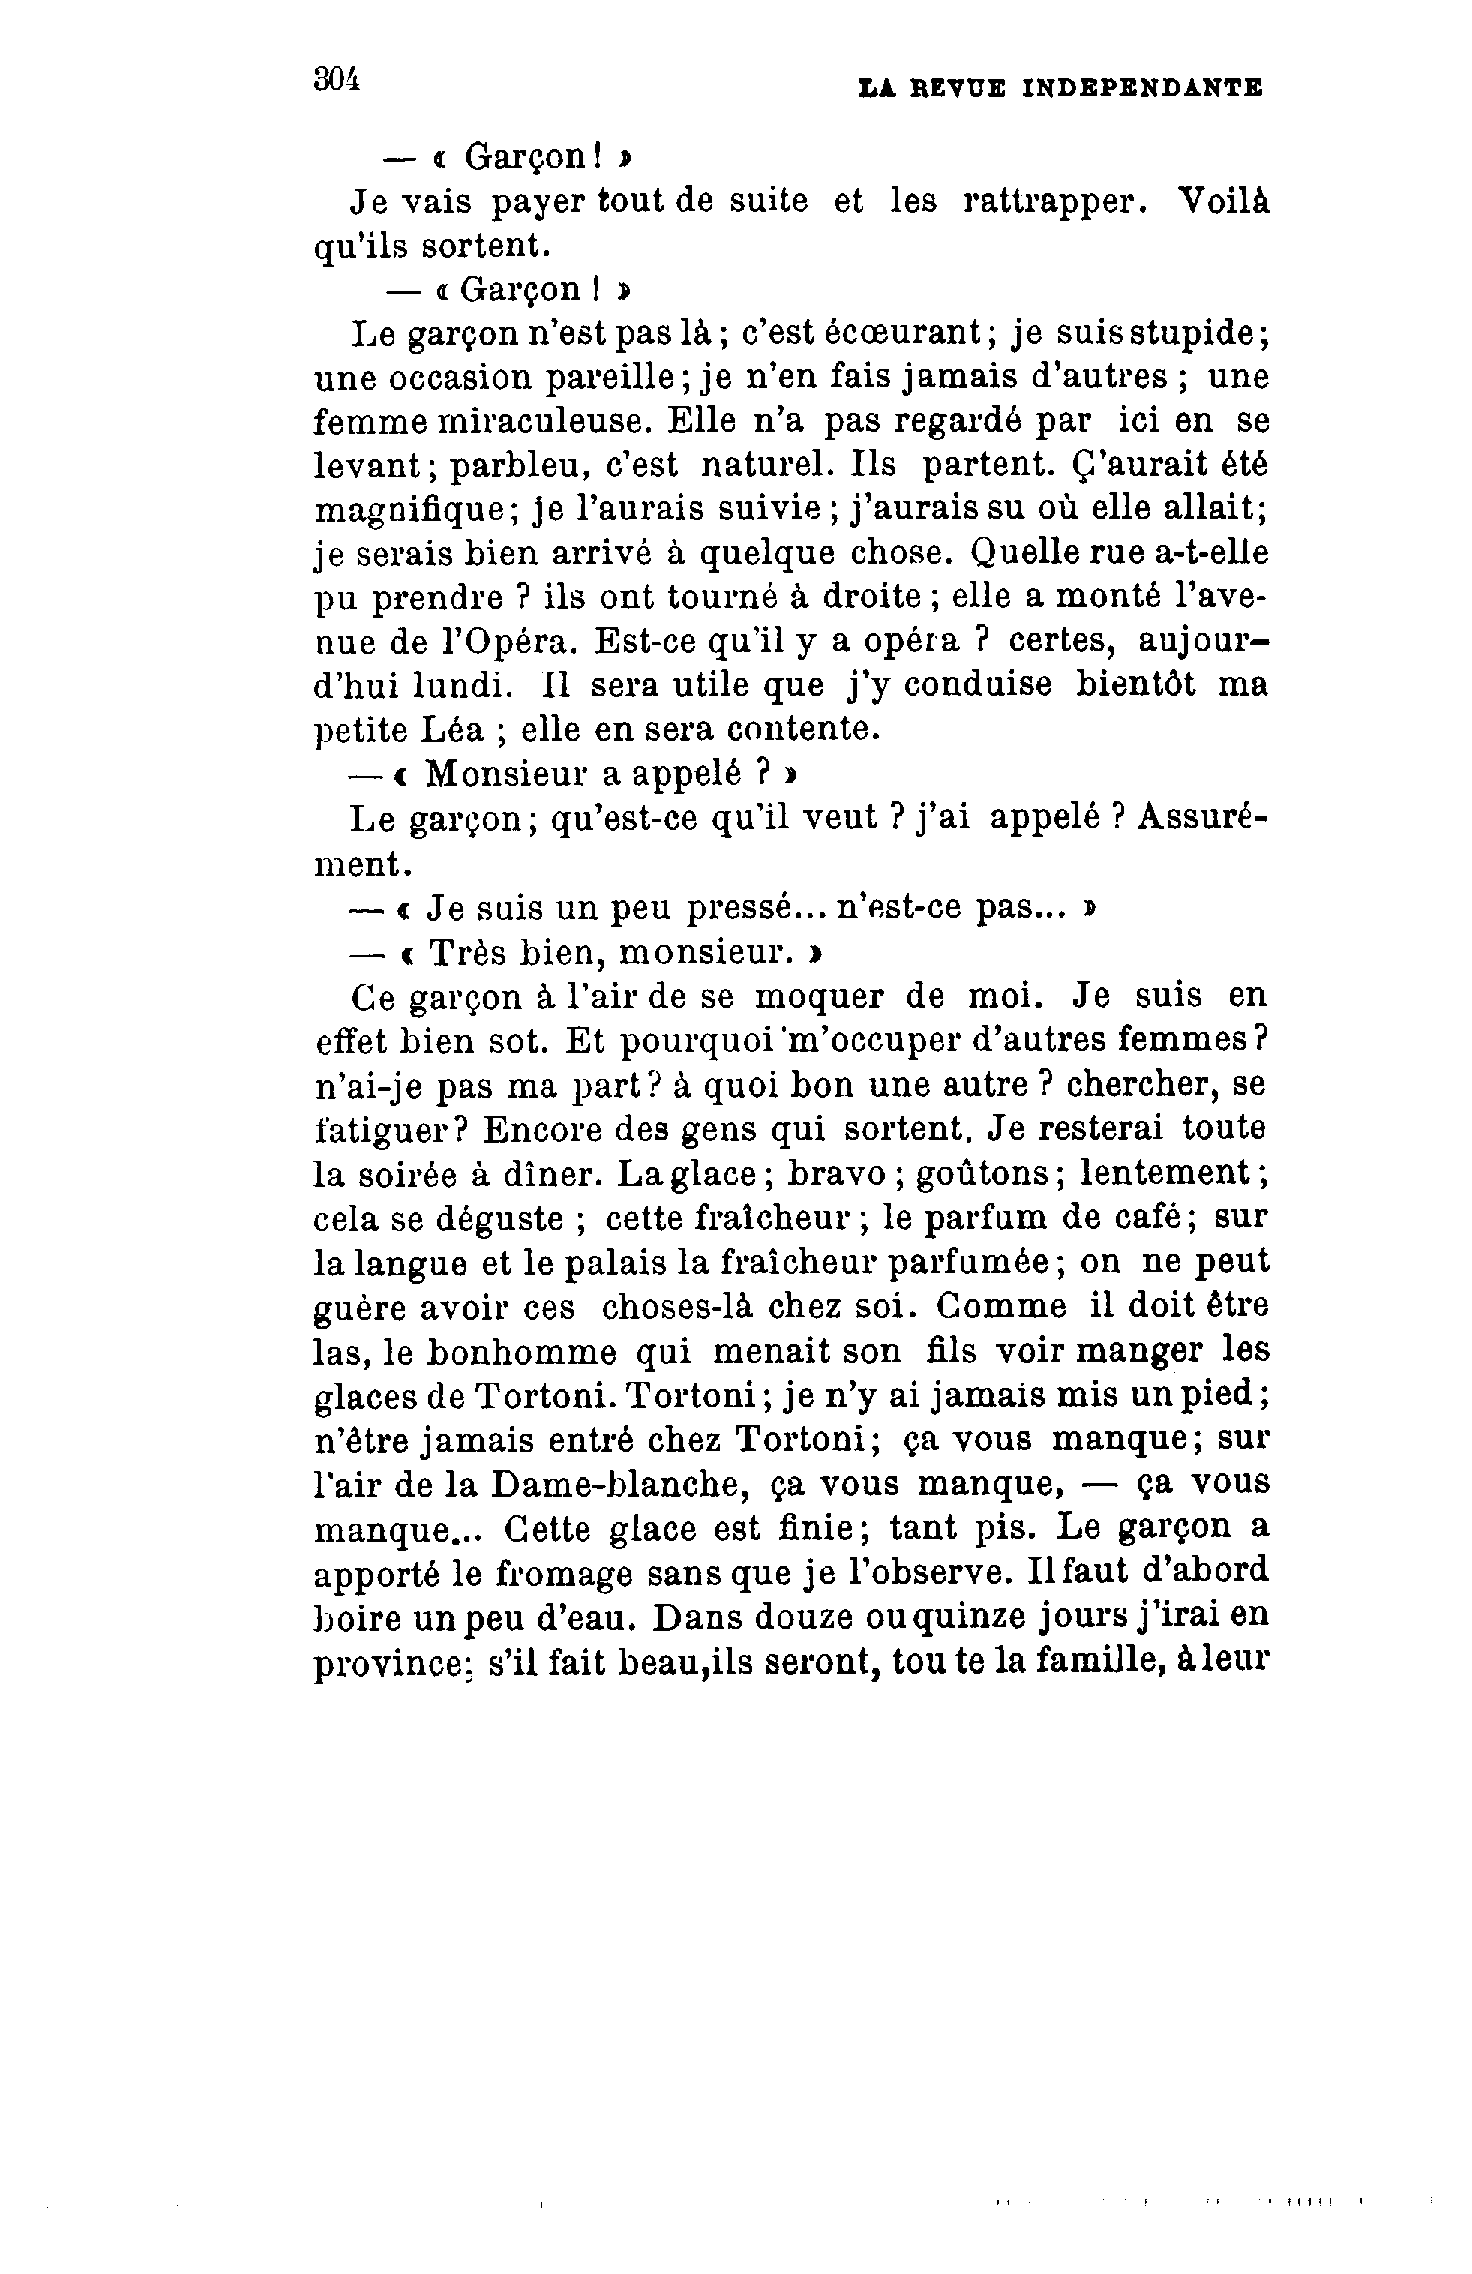 304
LA REVUE INDEPENDANTE
— « Garçon! »
Je vais payer tout de suite et les rattrapper. Voilà
qu'ils sortent.
— « Garçon ! »
Le garçon n'est pas là ; c'est écœurant ; je suis stupide ;
une occasion pareille ; je n'en fais jamais d'autres ; une
femme miraculeuse. Elle n'a pas regardé par ici en se
levant ; parbleu, c'est naturel. Ils partent. Ç'aurait été
magnifique ; je l'aurais suivie ; j'aurais su où elle allait;
je serais bien arrivé à quelque chose. Quelle rue a-t-elle
pu prendre ? ils ont tourné à droite ; elle a monté l'ave-
nue de l'Opéra. Est-ce qu'il y a opéra ? certes, aujour-
d'hui lundi. Il sera utile que j'y conduise bientôt ma
petite Léa ; elle en sera contente.
— « Monsieur a appelé ? »
Le garçon ; qu'est-ce qu'il veut ? j'ai appelé ? Assuré-
ment.
— « Je suis un peu pressé... n'est-ce pas... »
— « Très bien, monsieur. »
Ce garçon à l'air de se moquer de moi. Je suis en
effet bien sot. Et pourquoi m'occuper d'autres femmes?
n'ai-je pas ma part? à quoi bon une autre ? chercher, se
fatiguer? Encore des gens qui sortent. Je resterai toute
la soirée à dîner. La glace ; bravo ; goûtons ; lentement ;
cela se déguste ; cette fraîcheur ; le parfum de café ; sur
la langue et le palais la fraîcheur parfumée ; on ne peut
guère avoir ces choses-là chez soi. Comme il doit être
las, le bonhomme qui menait son fils voir manger les
glaces de Tortoni. Tortoni ; je n'y ai jamais mis un pied ;
n'être jamais entré chez Tortoni ; ça vous manque ; sur
l'air de la Dame-blanche, ça vous manque, — ça vous
manque... Cette glace est finie ; tant pis. Le garçon a
apporté le fromage sans que je l'observe. Il faut d'abord
boire un peu d'eau. Dans douze ou quinze jours j'irai en
province; s'il fait beau,ils seront, tou te la famille, à leur